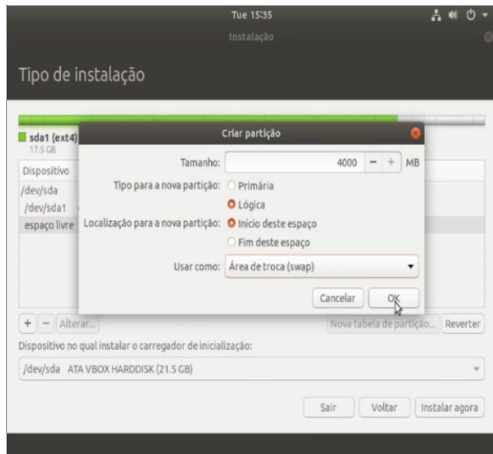 Tue 15:35
Instalação
Tipo de instalação
sda1 (ext4)
17.5 GB
Criar partição
Tamanho: 4000 − + MB
Tipo para a nova partição: Primária
Lógica
Localização para a nova partição: Início deste espaço
Fim deste espaço
Usar como: Área de troca (swap)
Cancelar OK
Dispositivo
/dev/sda
/dev/sda1
espaço livre
+ − Alterar... Nova tabela de partição... Reverter
Dispositivo no qual instalar o carregador de inicialização:
/dev/sda ATA VBOX HARDDISK (21.5 GB)
Sair Voltar Instalar agora